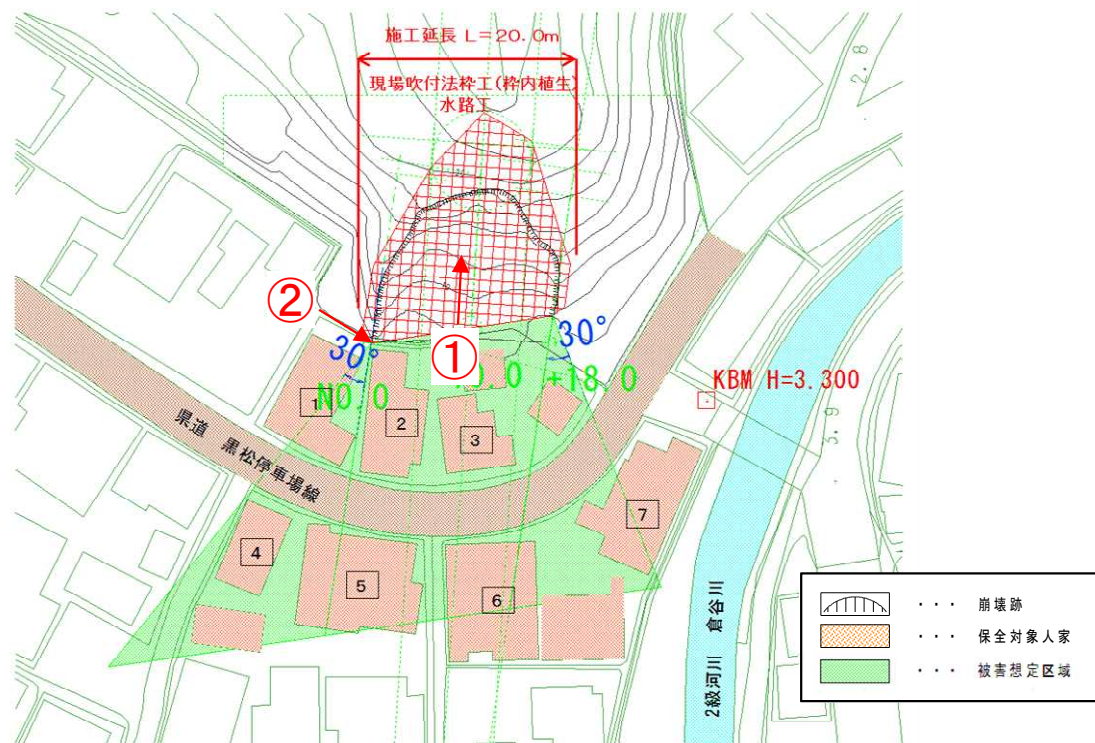 施工延長 L=20.0m
現場吹付法枠工(枠内植生)
水路工
2.8
②
①
30°
30°
NO.0
+18.0
KBM H=3.300
3.9
県道 黒松停車場線
1
2
3
4
5
6
7
2級河川 倉谷川
・・・ 崩壊跡
・・・ 保全対象人家
・・・ 被害想定区域